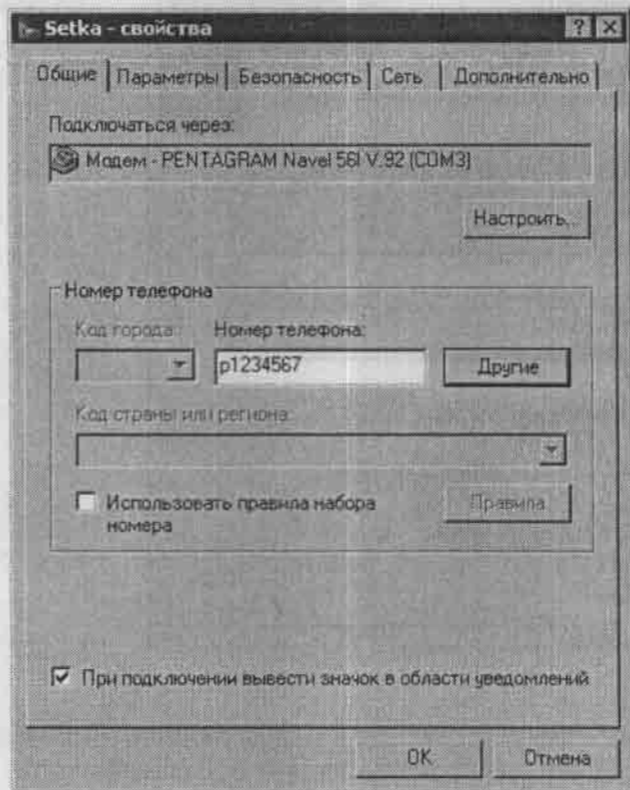 Setka - свойства
Общие Параметры Безопасность Сеть Дополнительно
Подключаться через:
Модем - PENTAGRAM Navel 56I V.92 (COM3)
Настроить...
Номер телефона
Код города: Номер телефона:
p1234567 Другие
Код страны или региона:
Использовать правила набора
номера
Правила
При подключении вывести значок в области уведомлений
OK Отмена